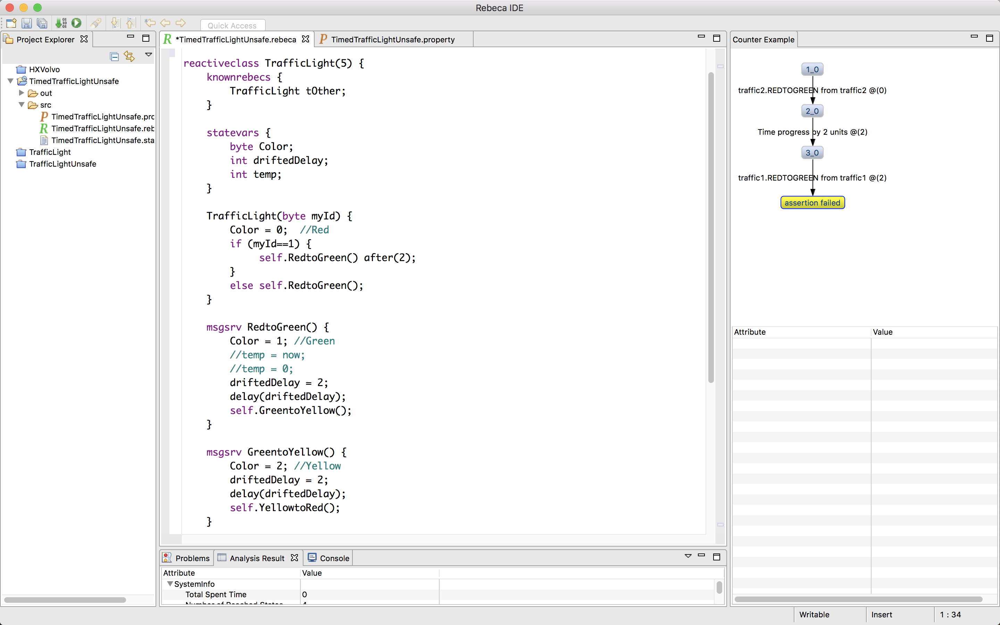 Rebeca IDE
Quick Access
Project Explorer
HXVolvo
TimedTrafficLightUnsafe
out
src
TimedTrafficLightUnsafe.pro
TimedTrafficLightUnsafe.reb
TimedTrafficLightUnsafe.sta
TrafficLight
TrafficLightUnsafe
*TimedTrafficLightUnsafe.rebeca
TimedTrafficLightUnsafe.property
reactiveclass TrafficLight(5) {
knownrebecs {
TrafficLight tOther;
}
statevars {
byte Color;
int driftedDelay;
int temp;
}
TrafficLight(byte myId) {
Color = 0; //Red
if (myId==1) {
self.RedtoGreen() after(2);
}
else self.RedtoGreen();
}
msgsrv RedtoGreen() {
Color = 1; //Green
//temp = now;
//temp = 0;
driftedDelay = 2;
delay(driftedDelay);
self.GreentoYellow();
}
msgsrv GreentoYellow() {
Color = 2; //Yellow
driftedDelay = 2;
delay(driftedDelay);
self.YellowtoRed();
}
Problems
Analysis Result
Console
Attribute Value
SystemInfo
Total Spent Time 0
Number of Reached States 4
Counter Example
1_0
traffic2.REDTOGREEN from traffic2 @(0)
2_0
Time progress by 2 units @(2)
3_0
traffic1.REDTOGREEN from traffic1 @(2)
assertion failed
Attribute Value
Writable
Insert
1 : 34